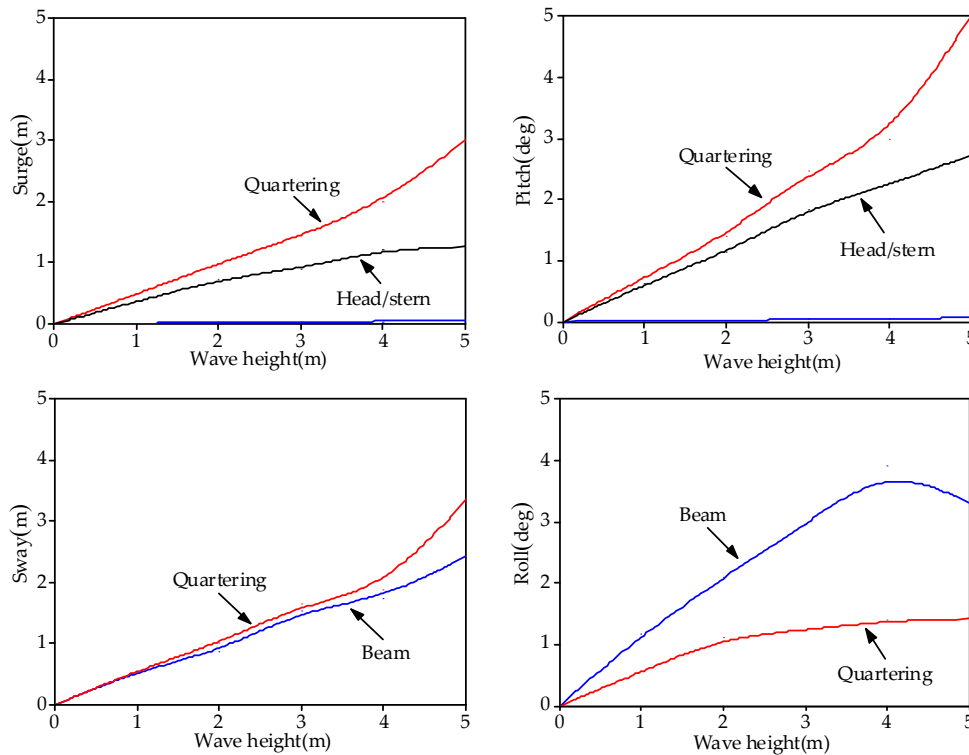 5
4
3
2
1
0
Surge(m)
Quartering
Head/stern
0 1 2 3 4 5
Wave height(m)
5
4
3
2
1
0
Pitch(deg)
Quartering
Head/stern
0 1 2 3 4 5
Wave height(m)
5
4
3
2
1
0
Sway(m)
Quartering
Beam
0 1 2 3 4 5
Wave height(m)
5
4
3
2
1
0
Roll(deg)
Beam
Quartering
0 1 2 3 4 5
Wave height(m)